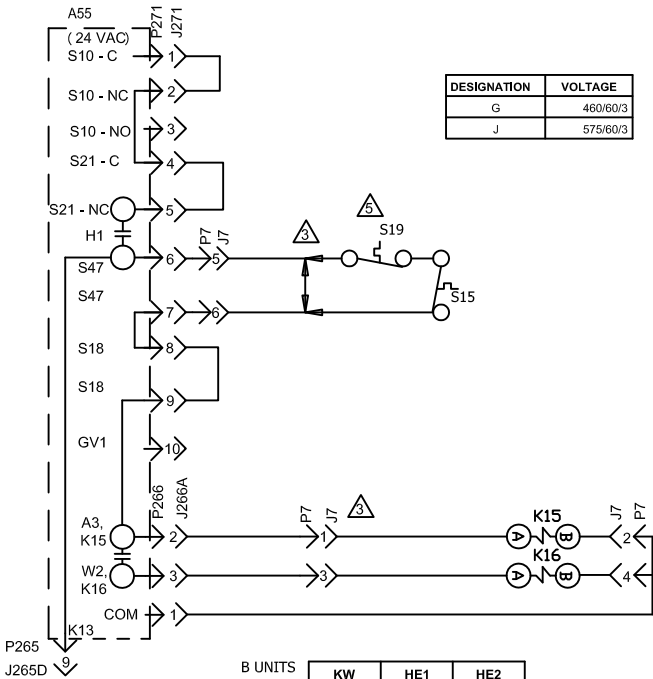 A55
(24 VAC)
P271
J271
S10 - C
1
S10 - NC
2
S10 - NO
3
S21 - C
4
S21 - NC
5
H1
S47
6
P7
J7
5
3
5
S19
S15
S47
7
6
S18
8
S18
9
GV1
10
DESIGNATION VOLTAGE
G 460/60/3
J 575/60/3
P266
J266A
A3,
K15
2
P7
J7
1
3
A
K15
B
J7
P7
2
W2,
K16
3
3
A
K16
B
4
COM
1
K13
P265
J265D
9
B UNITS
KW HE1 HE2